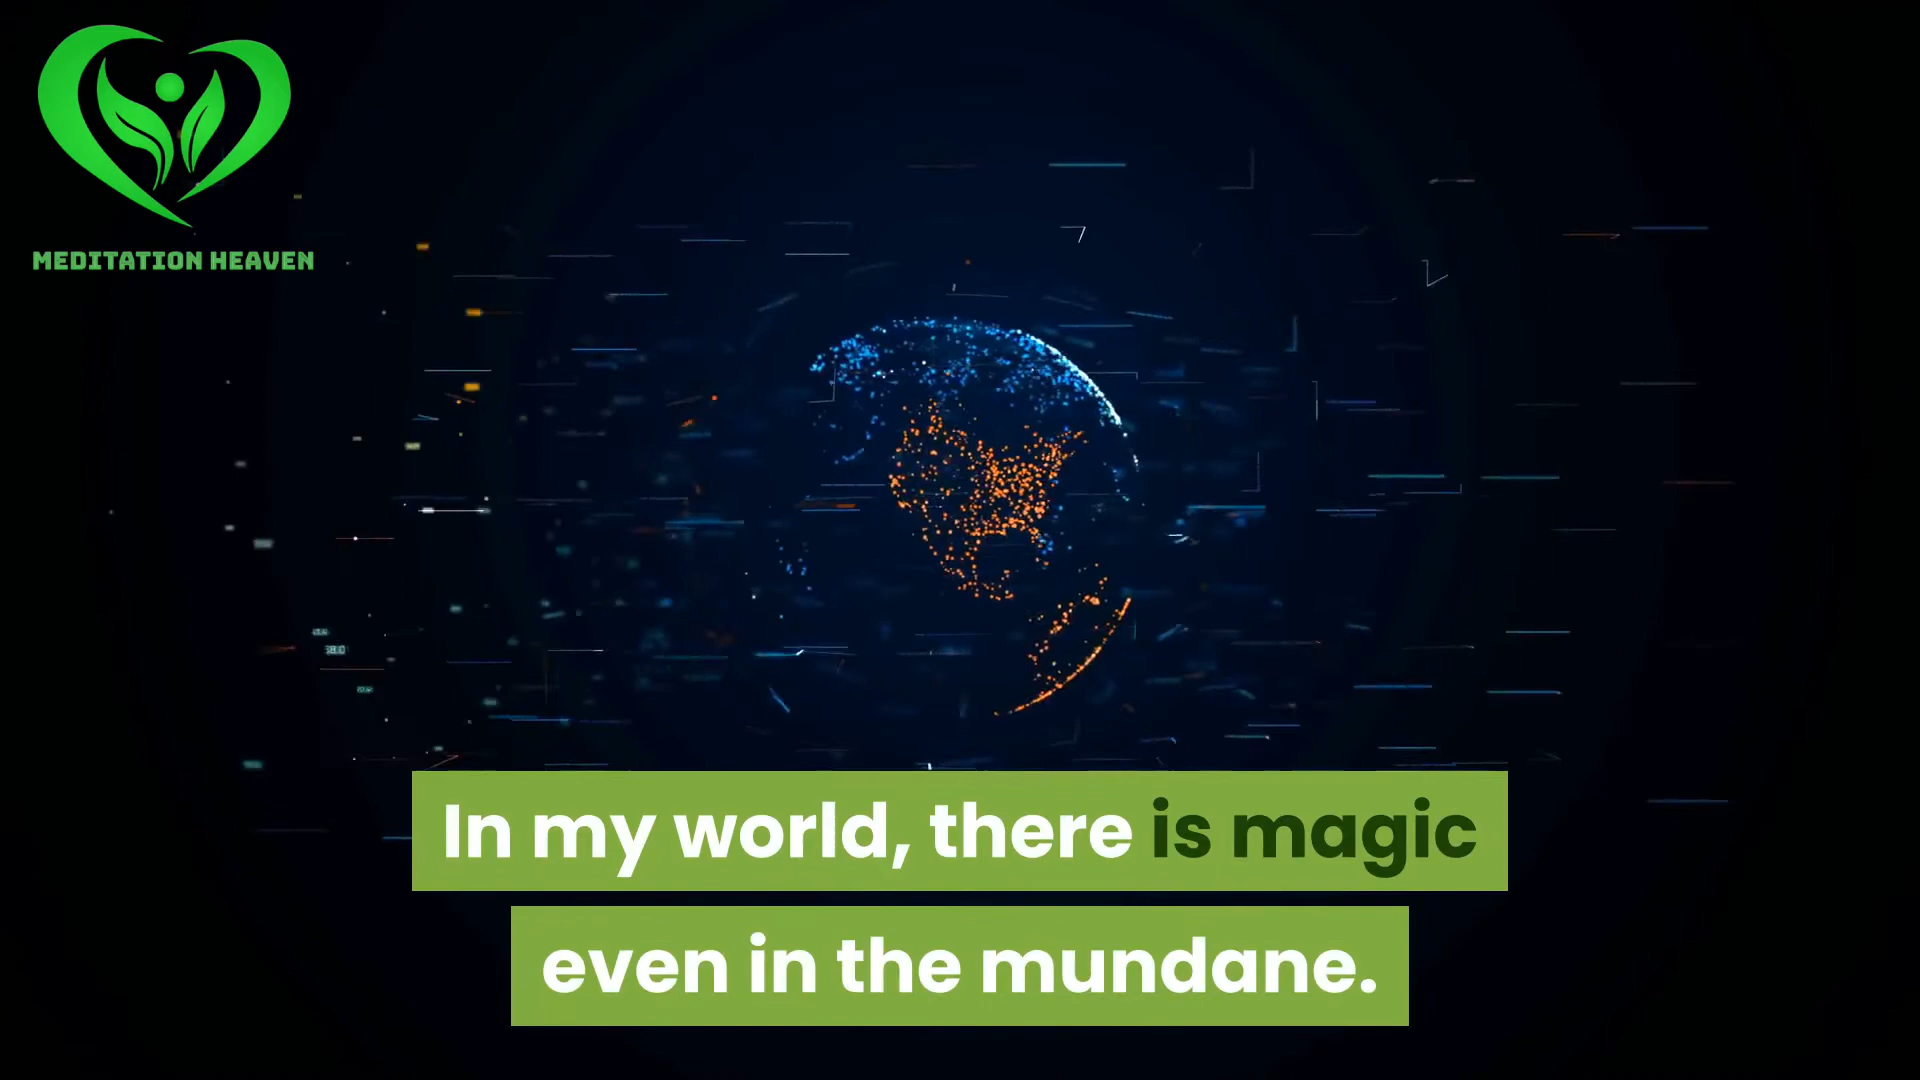 MEDITATION HEAVEN
In my world, there is magic
even in the mundane.